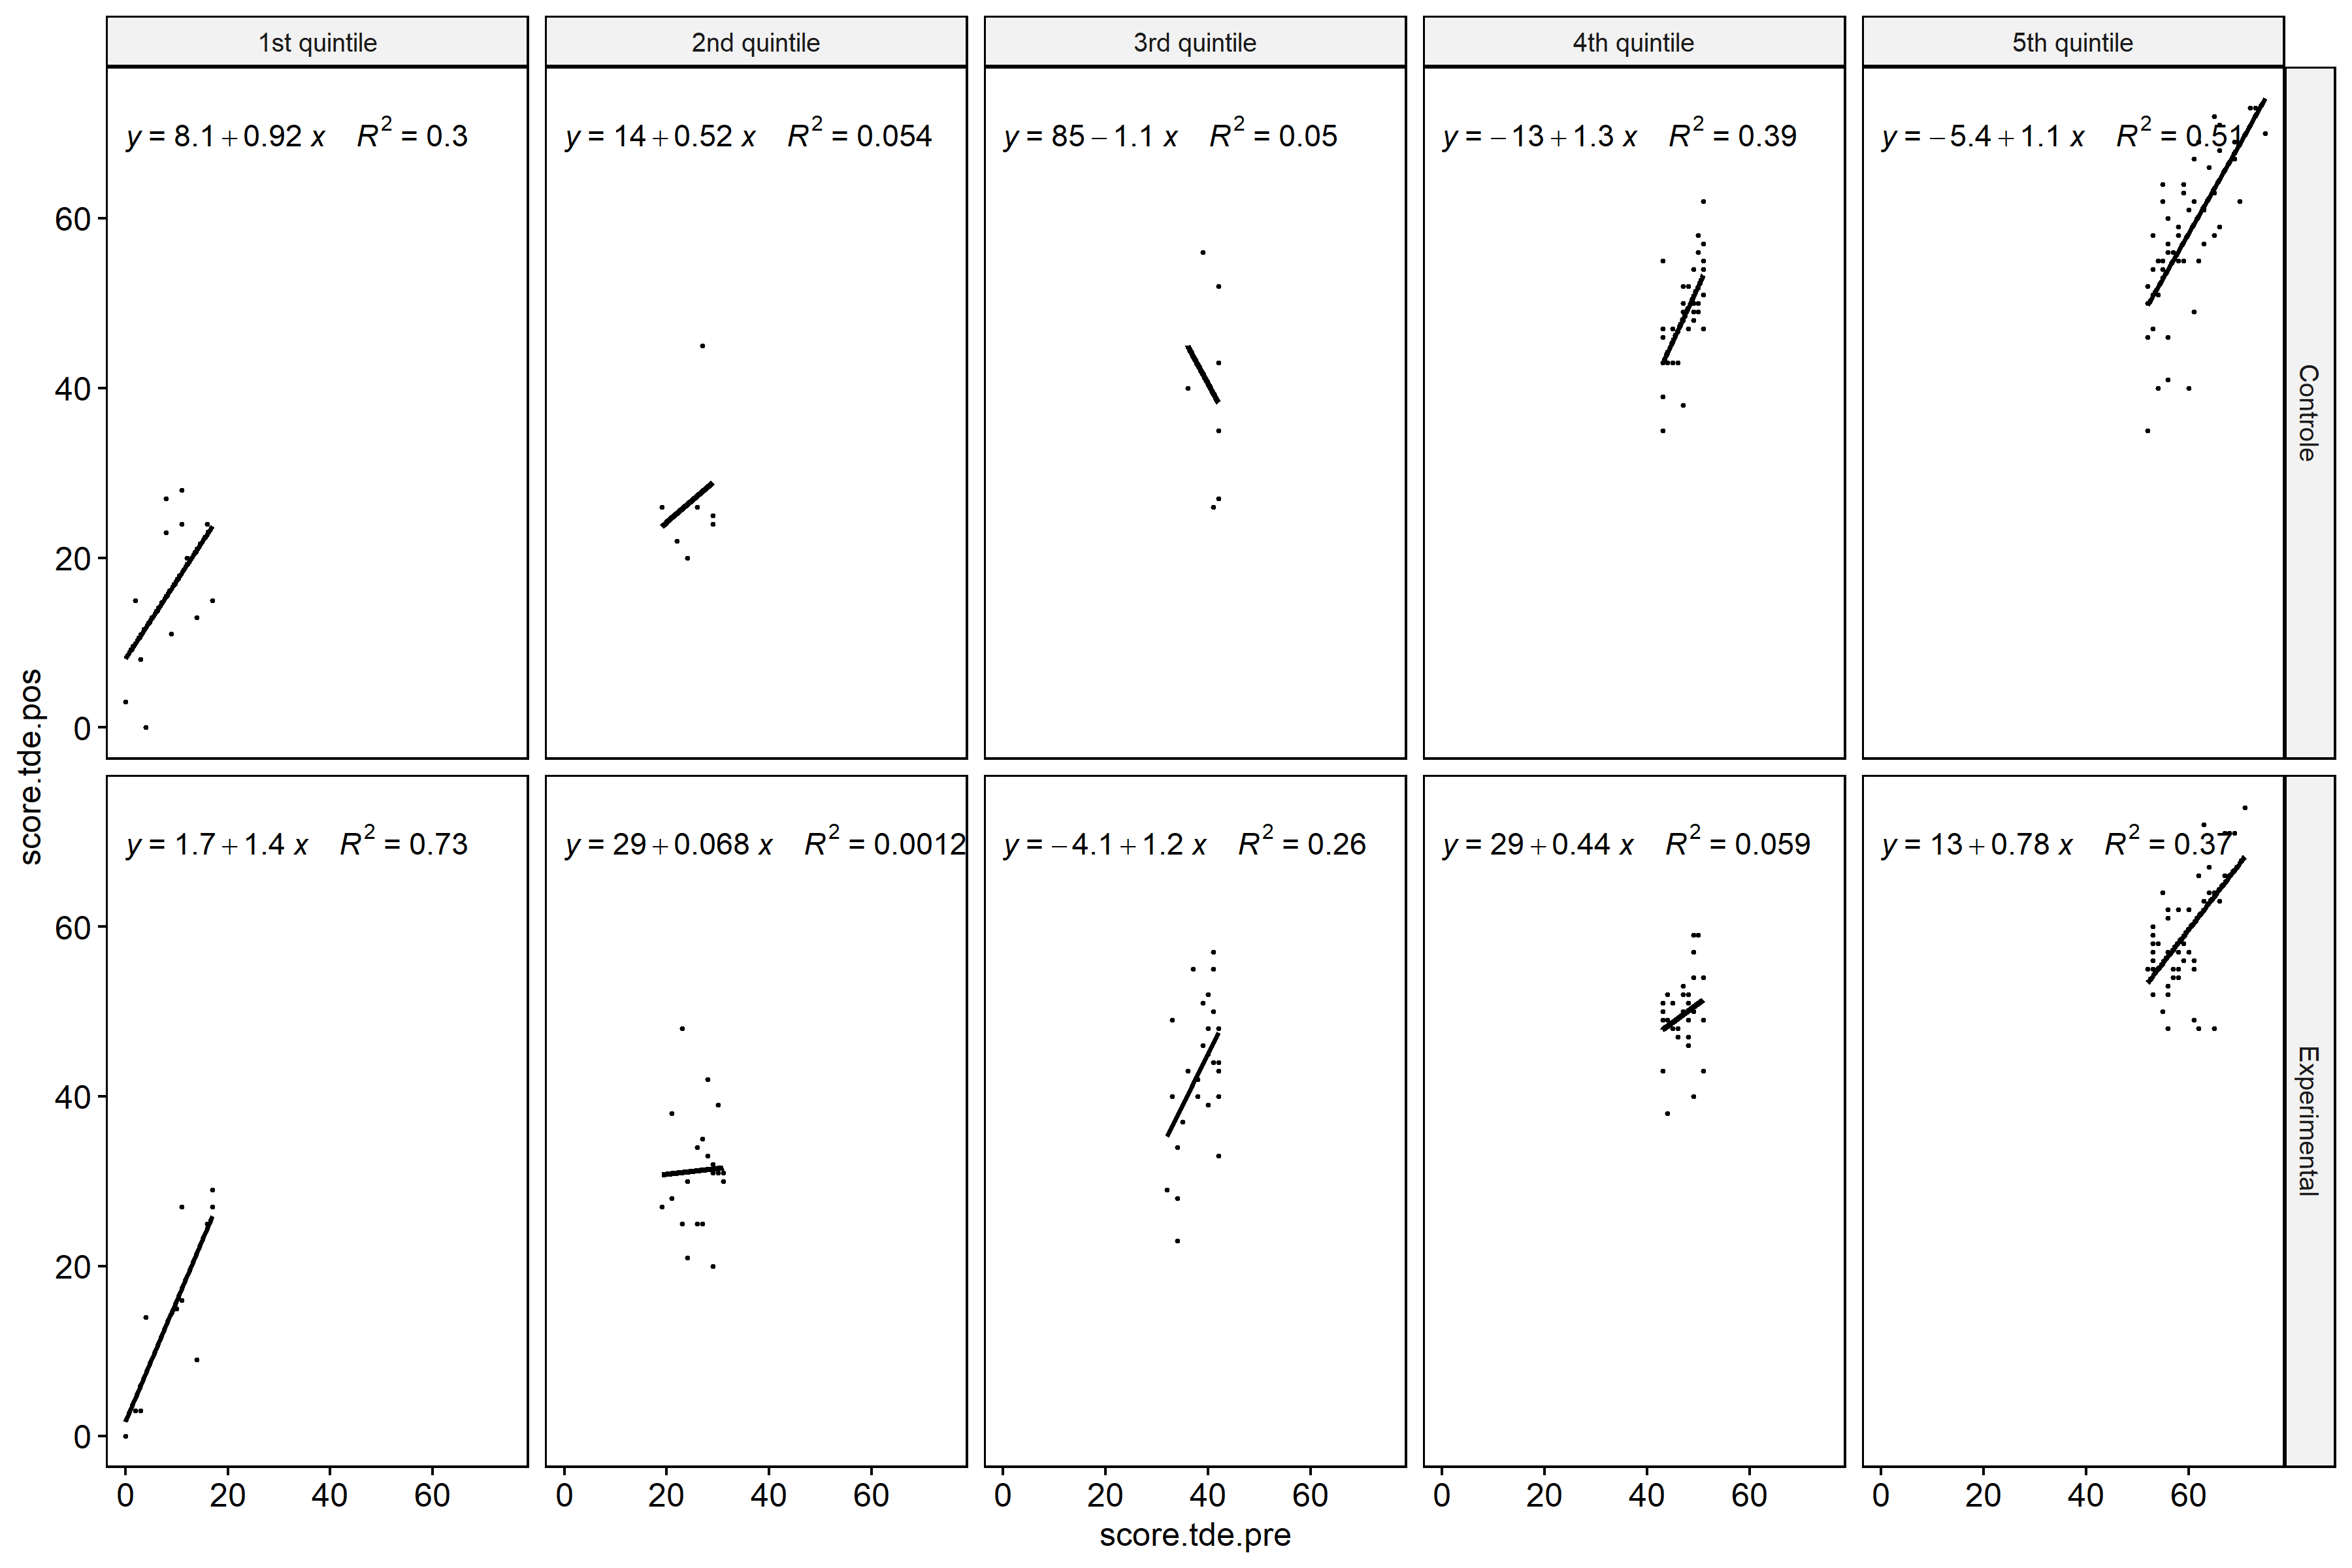 1st quintile 2nd quintile 3rd quintile 4th quintile 5th quintile
y = 8.1 + 0.92 x R² = 0.3
y = 14 + 0.52 x R² = 0.054
y = 85 − 1.1 x R² = 0.05
y = − 13 + 1.3 x R² = 0.39
y = − 5.4 + 1.1 x R² = 0.51
60
40
20
0
Controle
score.tde.pos
y = 1.7 + 1.4 x R² = 0.73
y = 29 + 0.068 x R² = 0.0012
y = − 4.1 + 1.2 x R² = 0.26
y = 29 + 0.44 x R² = 0.059
y = 13 + 0.78 x R² = 0.37
60
40
20
0
Experimental
0 20 40 60 0 20 40 60 0 20 40 60 0 20 40 60 0 20 40 60
score.tde.pre